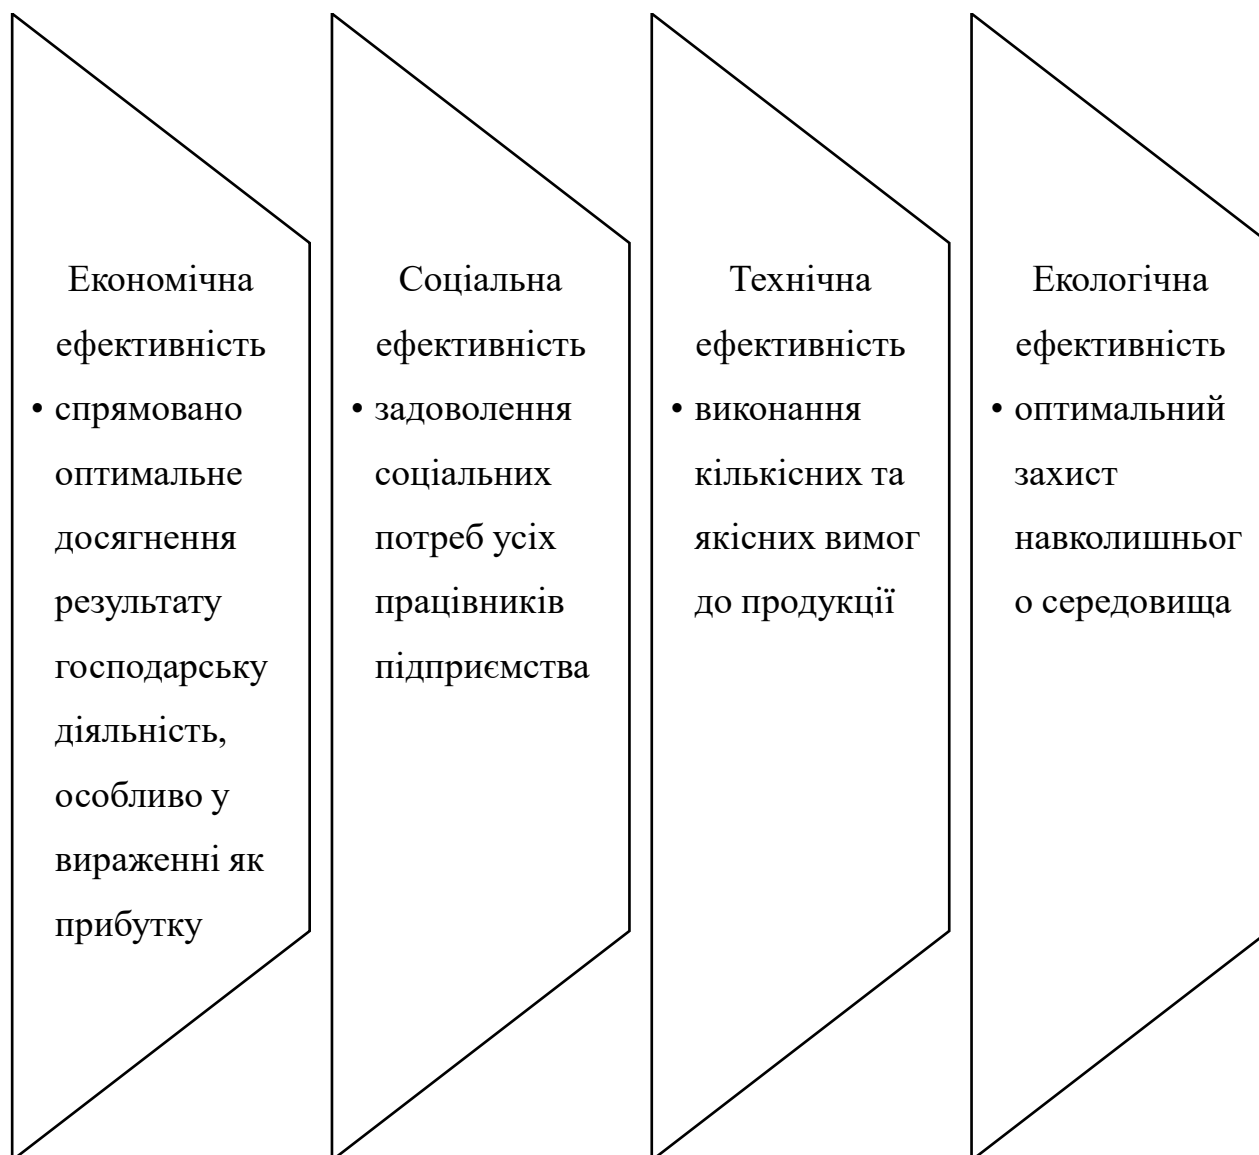 Економічна
ефективність
• спрямовано
оптимальне
досягнення
результату
господарську
діяльність,
особливо у
вираженні як
прибутку
Соціальна
ефективність
• задоволення
соціальних
потреб усіх
працівників
підприємства
Технічна
ефективність
• виконання
кількісних та
якісних вимог
до продукції
Екологічна
ефективність
• оптимальний
захист
навколишньог
о середовища